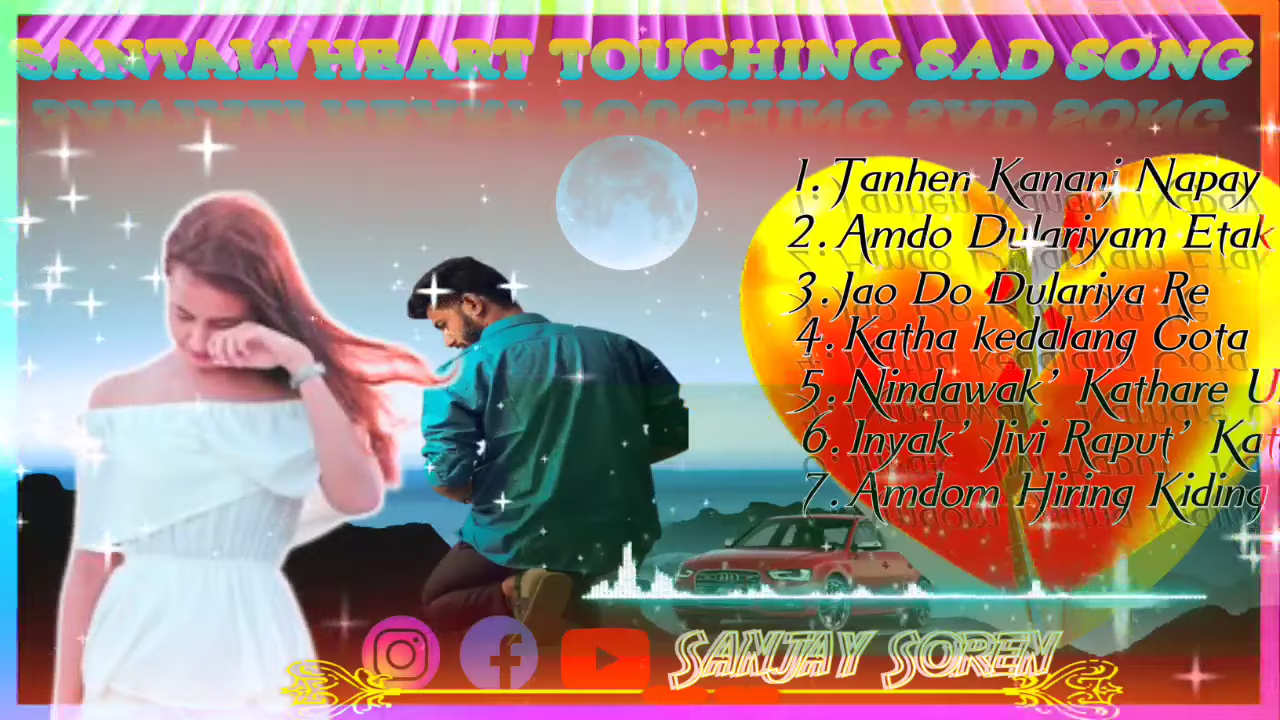 SANTALI HEART TOUCHING SAD SONG
1. Tanhen Kananj Napay
2. Amdo Dulariyam Etak
3. Jao Do Dulariya Re
4. Katha kedalang Gota
5. Nindawak' Kathare
6. Inyak' Jivi Raput'
7. Amdom Hiring Kiding
SANJAY SOREN